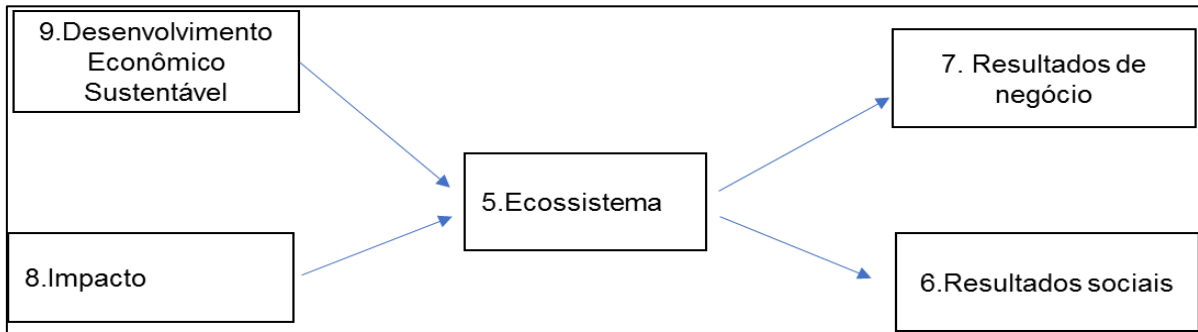 9.Desenvolvimento
Econômico
Sustentável
7. Resultados de
negócio
5.Ecossistema
8.Impacto
6.Resultados sociais